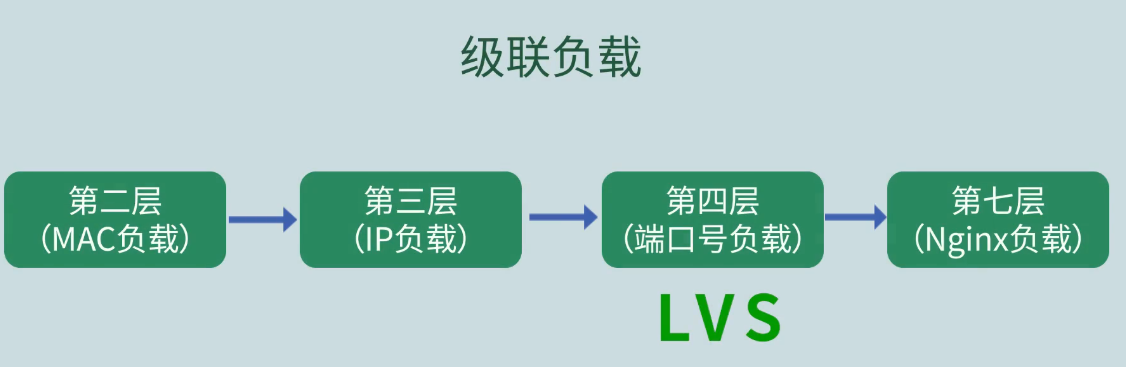 级联负载
第二层
（MAC负载）
第三层
（IP负载）
第四层
（端口号负载）
第七层
（Nginx负载）
LVS